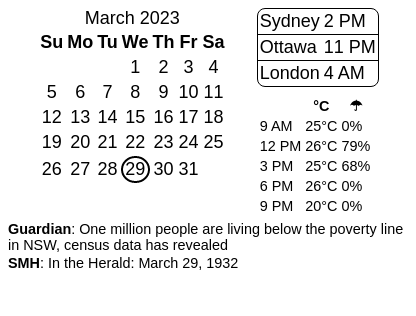 March 2023
Su Mo Tu We Th Fr Sa
1 2 3 4
5 6 7 8 9 10 11
12 13 14 15 16 17 18
19 20 21 22 23 24 25
26 27 28 29 30 31
Sydney 2 PM
Ottawa 11 PM
London 4 AM
°C ☂
9 AM 25°C 0%
12 PM 26°C 79%
3 PM 25°C 68%
6 PM 26°C 0%
9 PM 20°C 0%
Guardian: One million people are living below the poverty line
in NSW, census data has revealed
SMH: In the Herald: March 29, 1932